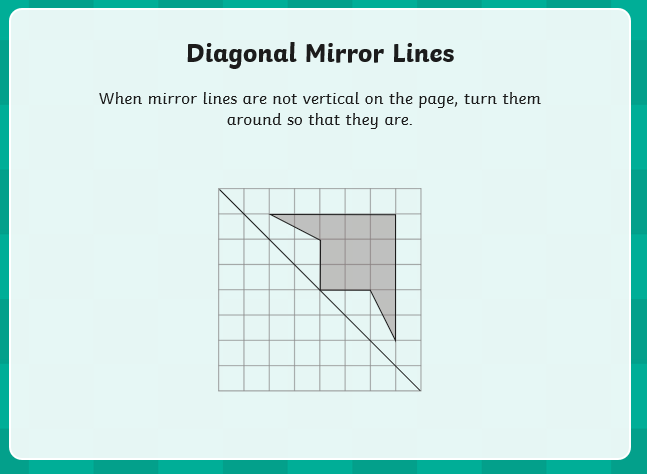 Diagonal Mirror Lines
When mirror lines are not vertical on the page, turn them
around so that they are.